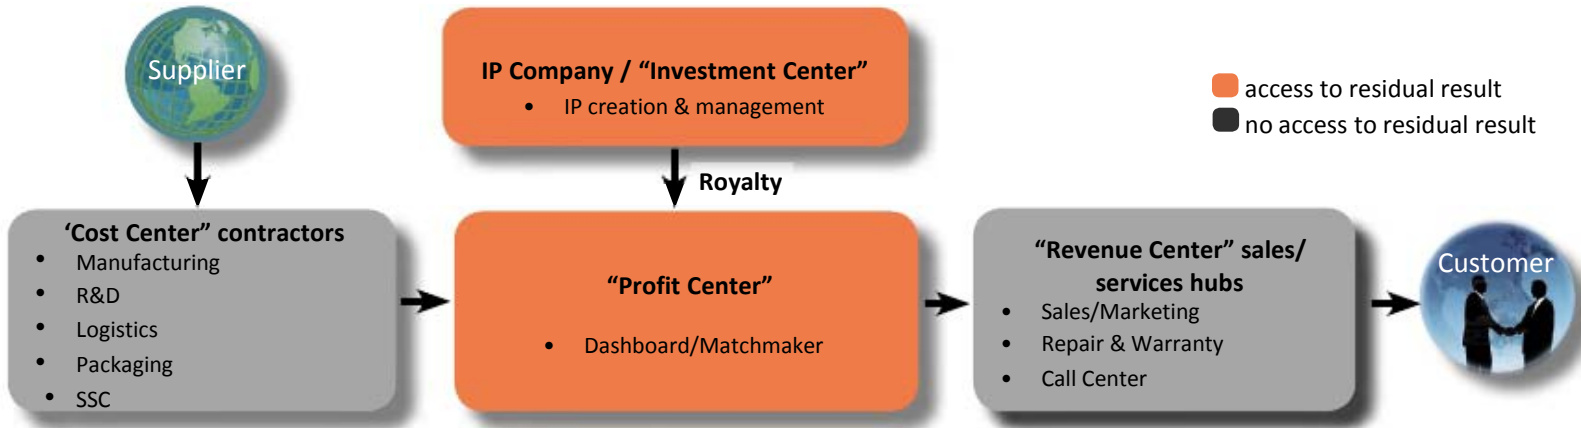 Supplier
IP Company / “Investment Center”
• IP creation & management
access to residual result
no access to residual result
Royalty
‘Cost Center” contractors
• Manufacturing
• R&D
• Logistics
• Packaging
• SSC
“Profit Center”
• Dashboard/Matchmaker
“Revenue Center” sales/
services hubs
• Sales/Marketing
• Repair & Warranty
• Call Center
Customer